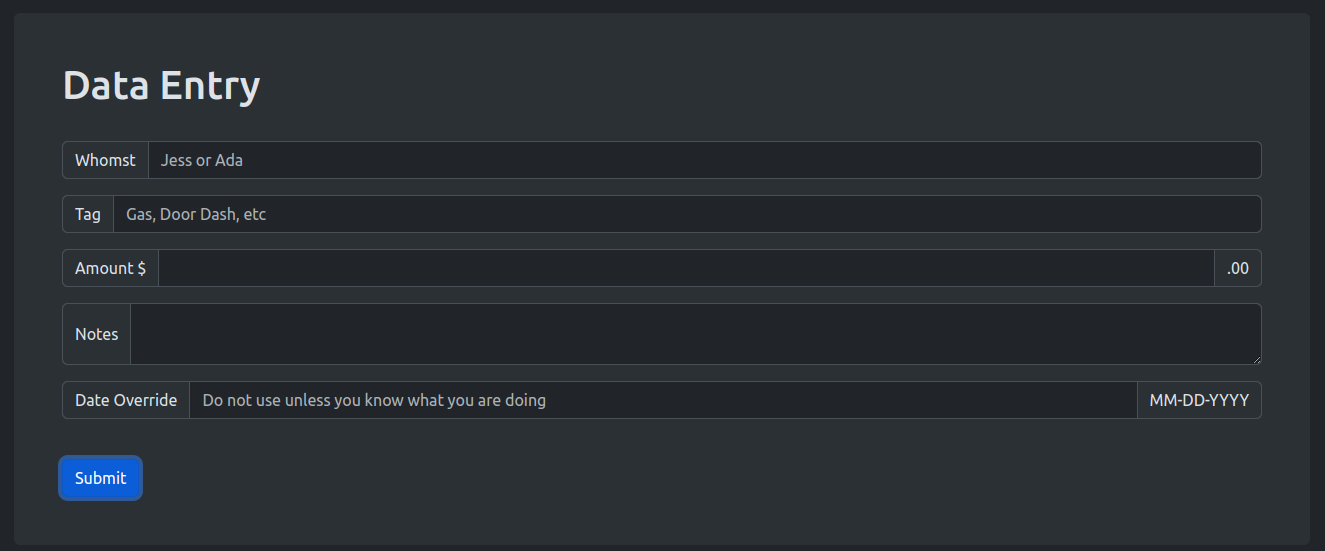 Data Entry
Whomst Jess or Ada
Tag Gas, Door Dash, etc
Amount $ .00
Notes
Date Override Do not use unless you know what you are doing MM-DD-YYYY
Submit